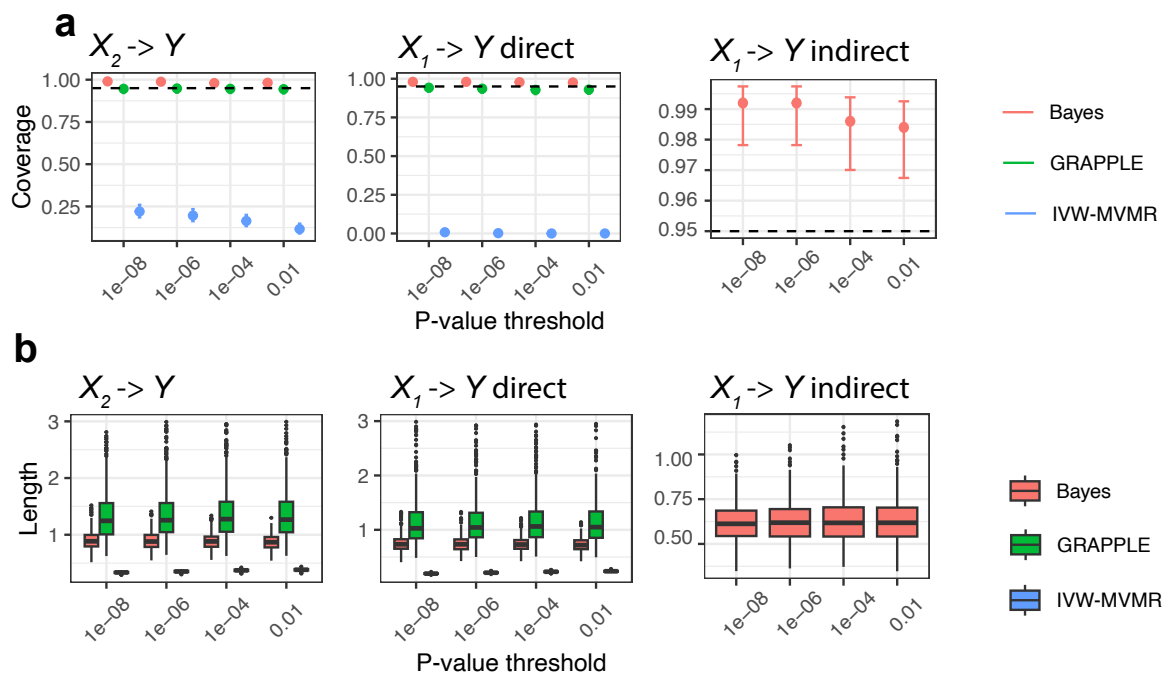 a
X2 -> Y
X1 -> Y direct
X1 -> Y indirect
Coverage
1.00
0.75
0.50
0.25
1.00
0.75
0.50
0.25
0.00
0.99
0.98
0.97
0.96
0.95
1e−08
1e−06
1e−04
0.01
1e−08
1e−06
1e−04
0.01
1e−08
1e−06
1e−04
0.01
P-value threshold
Bayes
GRAPPLE
IVW-MVMR
b
X2 -> Y
X1 -> Y direct
X1 -> Y indirect
Length
3
2
1
3
2
1
1.00
0.75
0.50
1e−08
1e−06
1e−04
0.01
1e−08
1e−06
1e−04
0.01
1e−08
1e−06
1e−04
0.01
P-value threshold
Bayes
GRAPPLE
IVW-MVMR